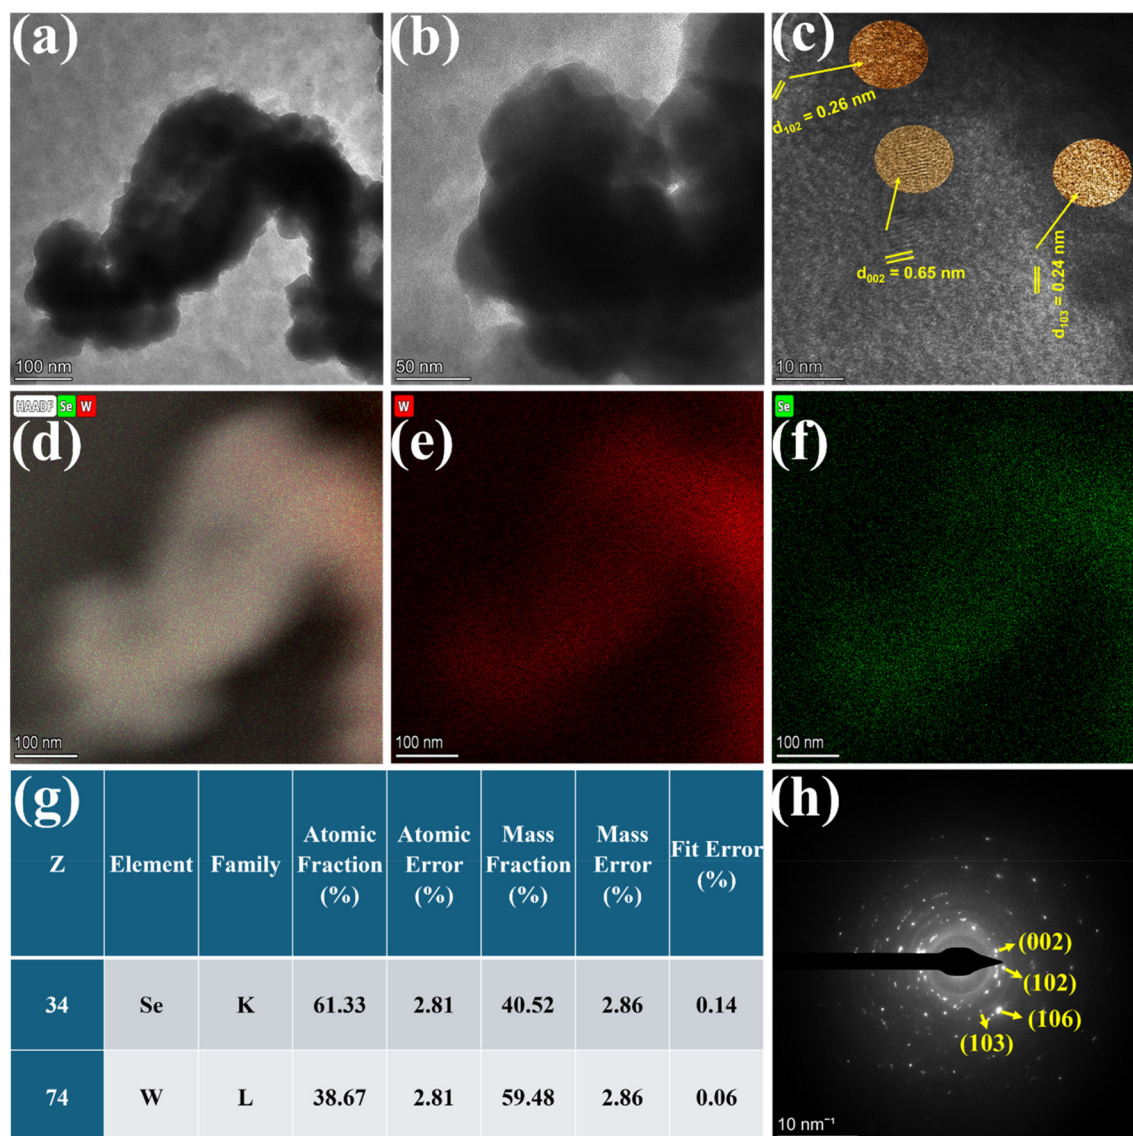 (a)
100 nm
(b)
50 nm
(c)
d102 = 0.26 nm
d002 = 0.65 nm
d103 = 0.24 nm
10 nm
HAADF Se W
(d)
100 nm
W
(e)
100 nm
Se
(f)
100 nm
(g)
Z Element Family Atomic Fraction (%) Atomic Error (%) Mass Fraction (%) Mass Error (%) Fit Error (%)
34 Se K 61.33 2.81 40.52 2.86 0.14
74 W L 38.67 2.81 59.48 2.86 0.06
(h)
(002)
(102)
(106)
(103)
10 nm⁻¹